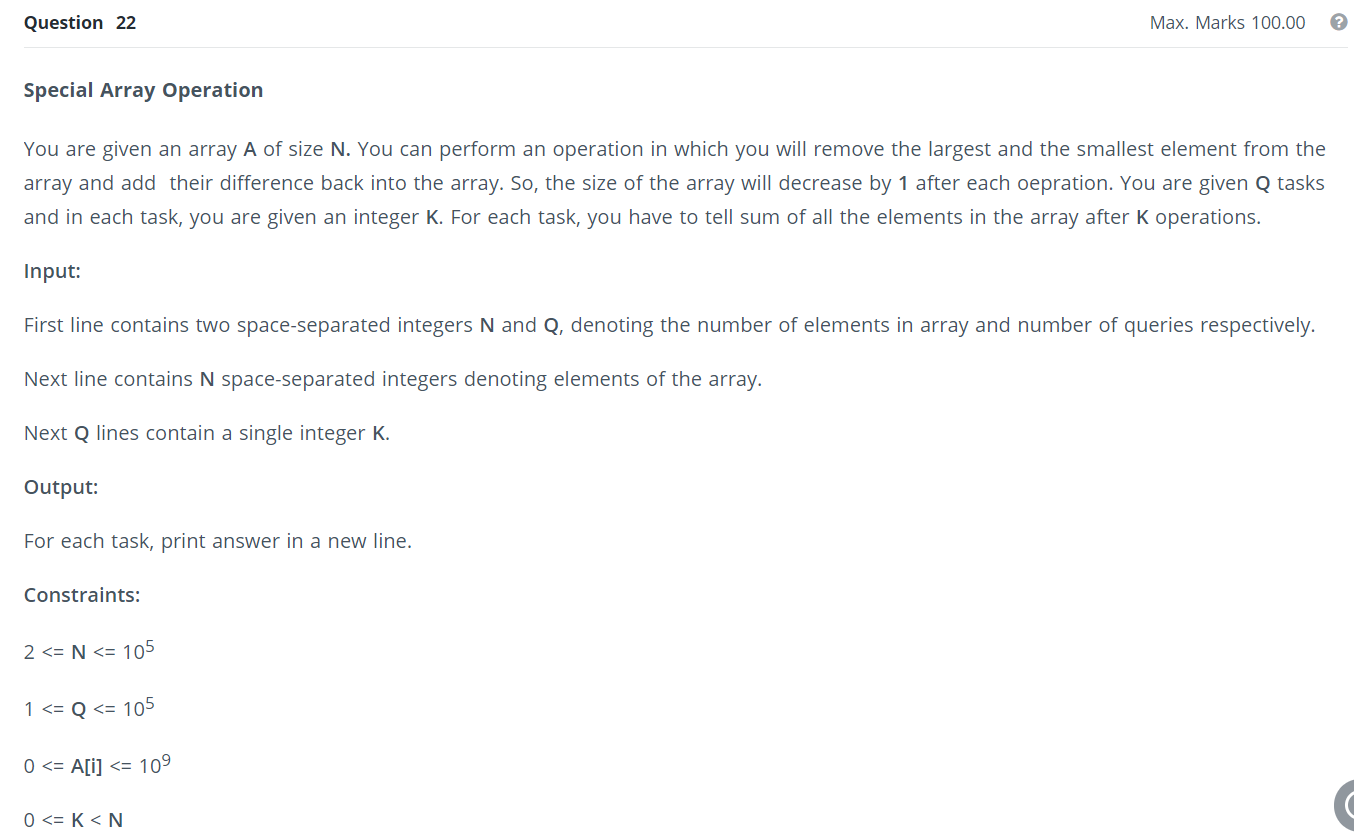 Question 22
Max. Marks 100.00
Special Array Operation
You are given an array A of size N. You can perform an operation in which you will remove the largest and the smallest element from the
array and add their difference back into the array. So, the size of the array will decrease by 1 after each oepration. You are given Q tasks
and in each task, you are given an integer K. For each task, you have to tell sum of all the elements in the array after K operations.
Input:
First line contains two space-separated integers N and Q, denoting the number of elements in array and number of queries respectively.
Next line contains N space-separated integers denoting elements of the array.
Next Q lines contain a single integer K.
Output:
For each task, print answer in a new line.
Constraints:
2 <= N <= 10^5
1 <= Q <= 10^5
0 <= A[i] <= 10^9
0 <= K < N